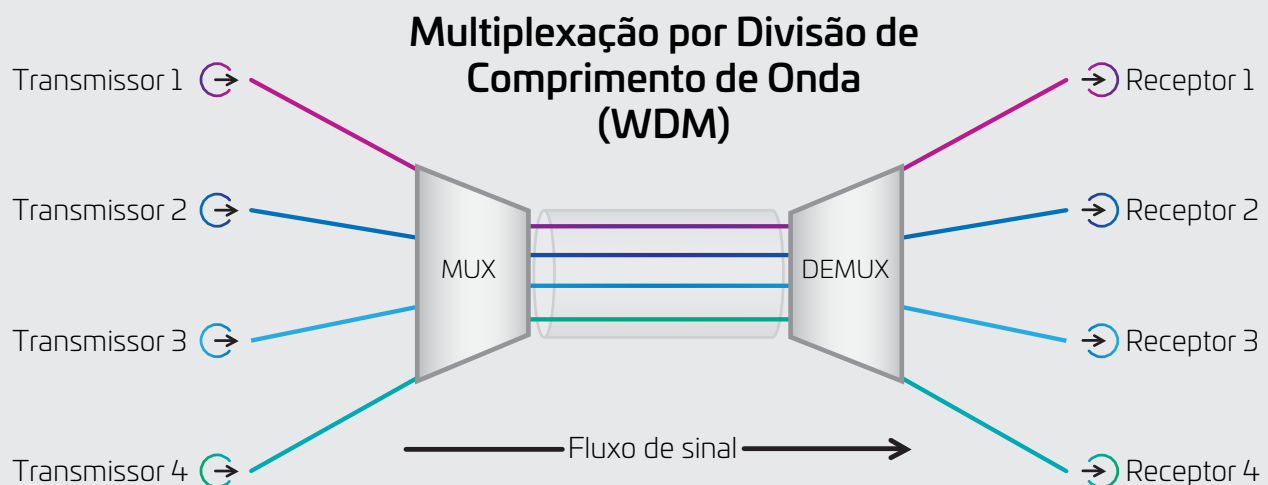 Multiplexação por Divisão de
Comprimento de Onda
(WDM)
Transmissor 1
Receptor 1
Transmissor 2
Receptor 2
MUX
DEMUX
Transmissor 3
Receptor 3
Fluxo de sinal
Transmissor 4
Receptor 4